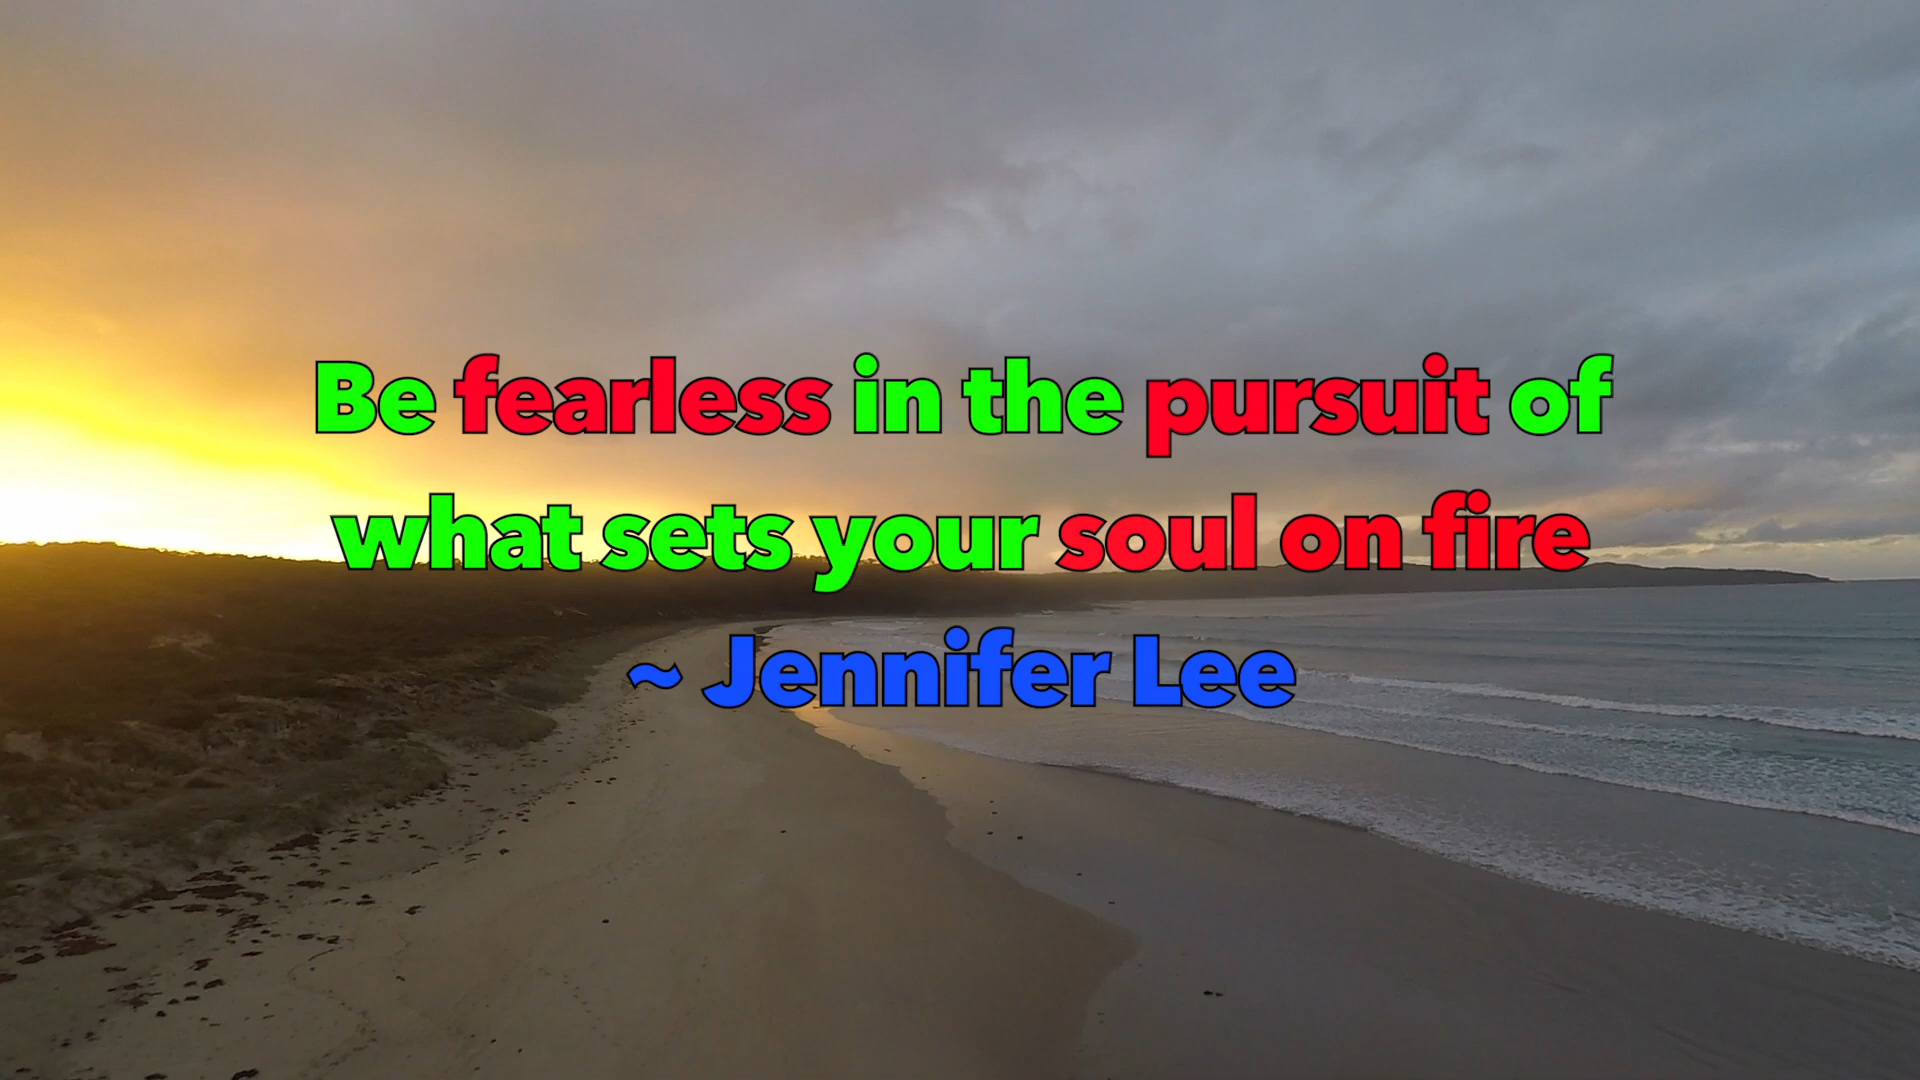 Be fearless in the pursuit of
what sets your soul on fire
~ Jennifer Lee